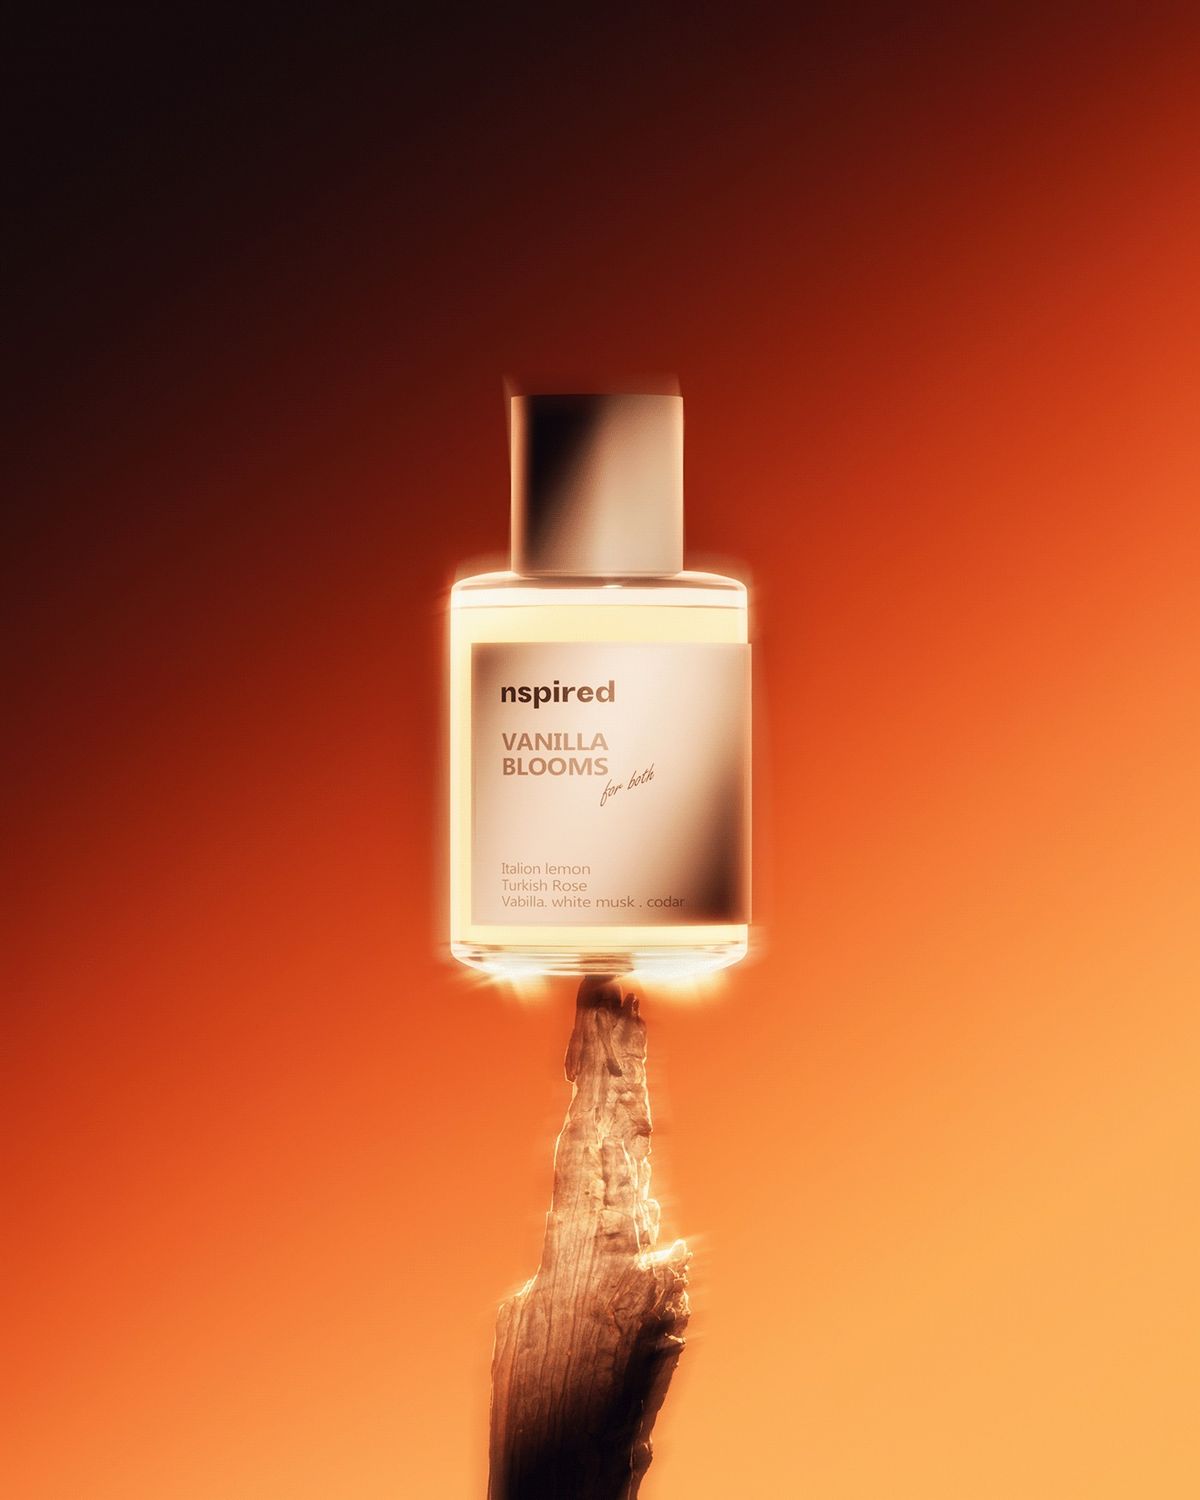 nspired
VANILLA
BLOOMS
for both
Italion lemon
Turkish Rose
Vabilla. white musk . codar